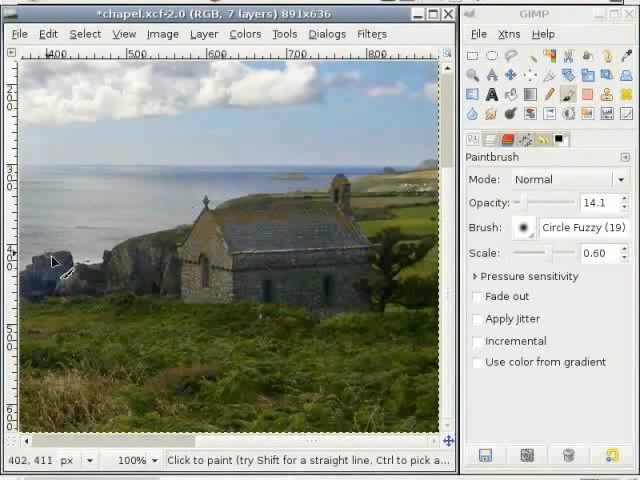 *chapel.xcf-2.0 (RGB, 7 layers) 891x636
GIMP
File Edit Select View Image Layer Colors Tools Dialogs Filters
File Xtns Help
400 500 600 700 800
Paintbrush
Mode: Normal
Opacity: 14.1
Brush: Circle Fuzzy (19)
Scale: 0.60
Pressure sensitivity
Fade out
Apply Jitter
Incremental
Use color from gradient
402, 411 px 100% Click to paint (try Shift for a straight line, Ctrl to pick a...